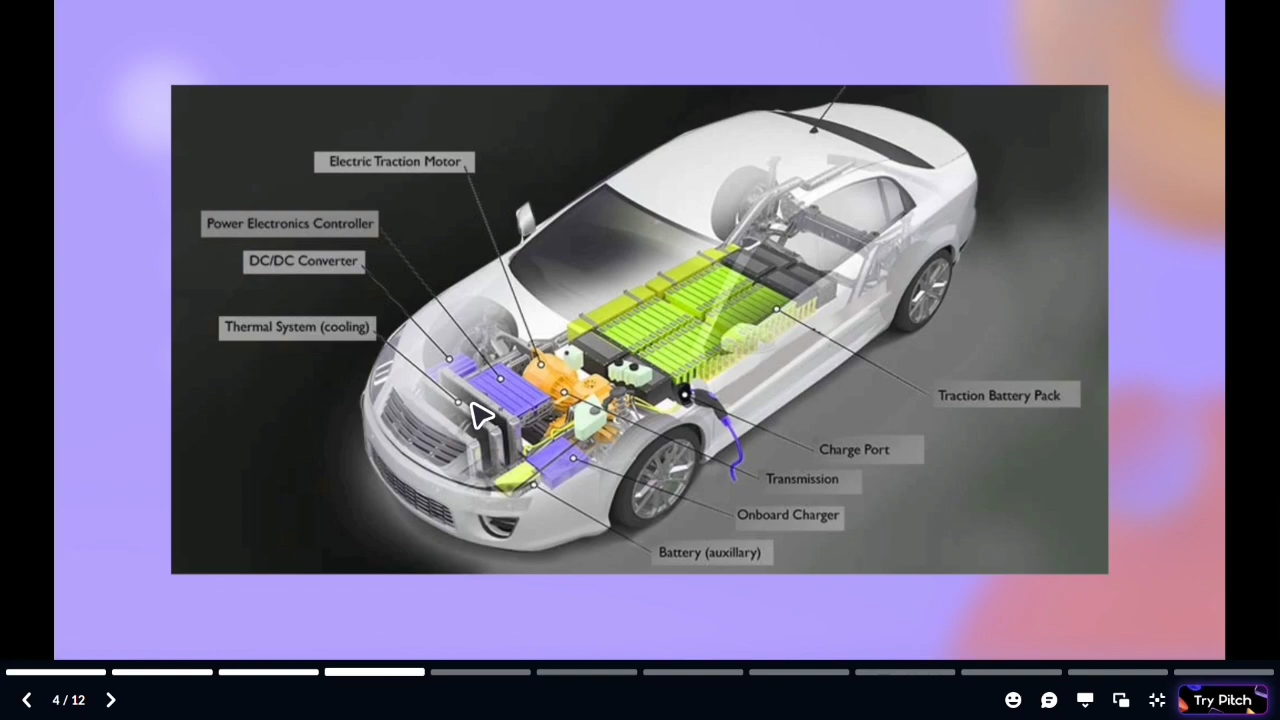 Electric Traction Motor
Power Electronics Controller
DC/DC Converter
Thermal System (cooling)
Traction Battery Pack
Charge Port
Transmission
Onboard Charger
Battery (auxillary)
4 / 12
Try Pitch